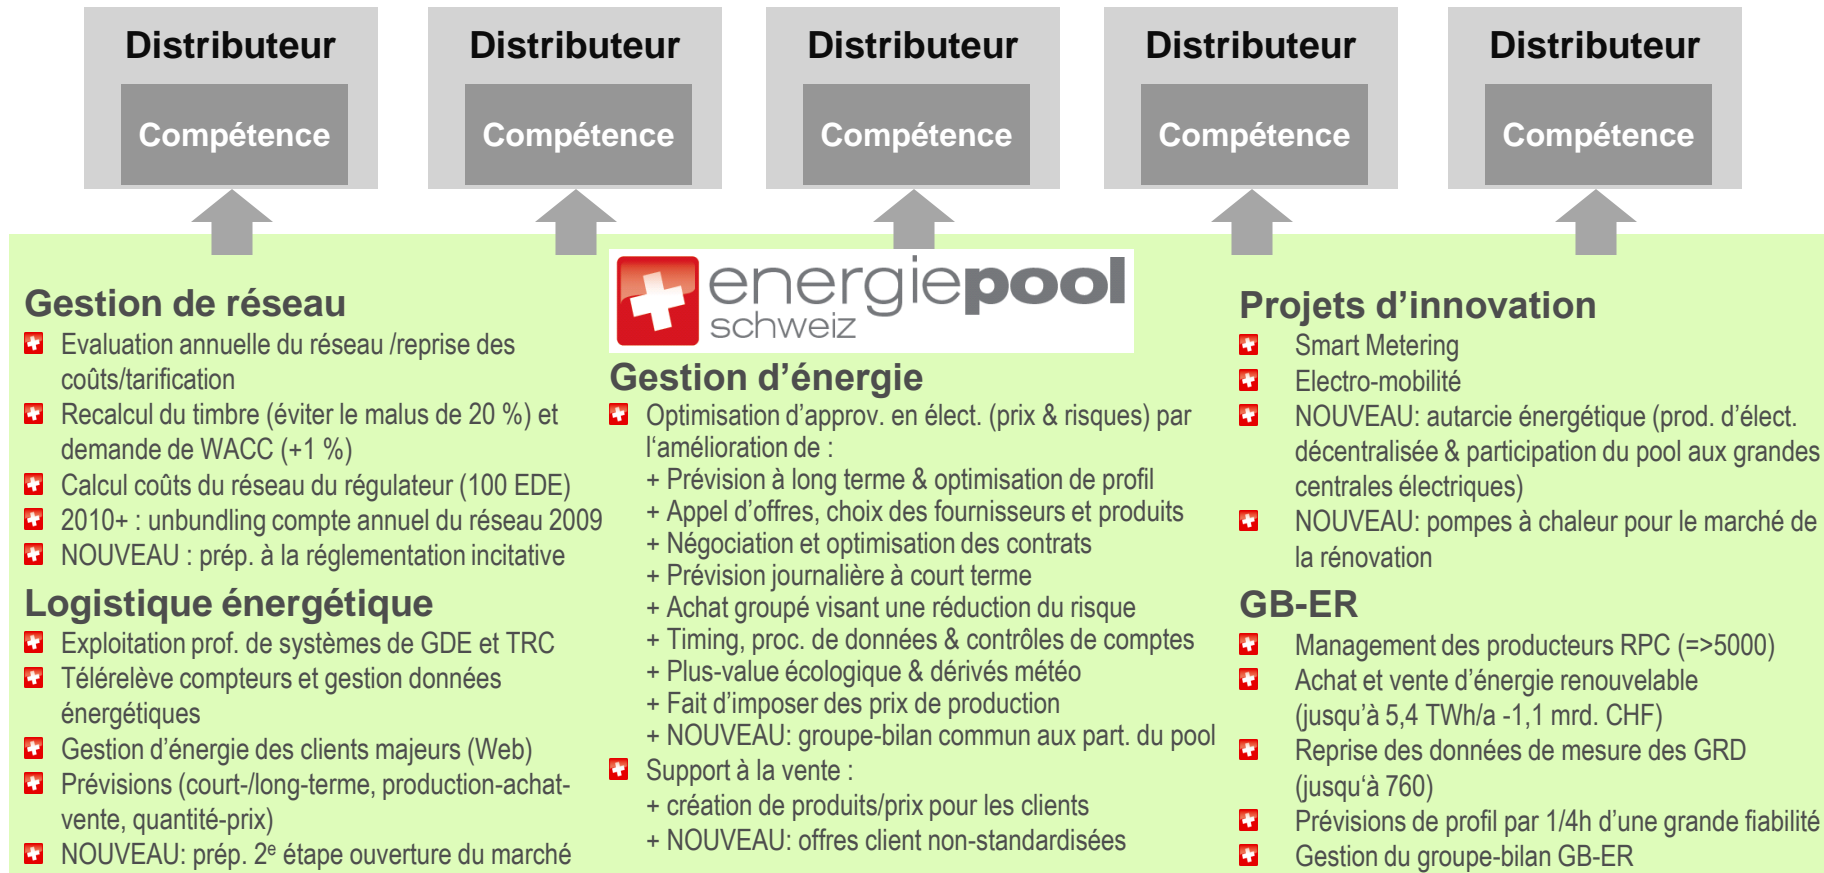 Distributeur
Compétence
Distributeur
Compétence
Distributeur
Compétence
Distributeur
Compétence
Distributeur
Compétence
Gestion de réseau
Evaluation annuelle du réseau /reprise des
coûts/tarification
Recalcul du timbre (éviter le malus de 20 %) et
demande de WACC (+1 %)
Calcul coûts du réseau du régulateur (100 EDE)
2010+ : unbundling compte annuel du réseau 2009
NOUVEAU : prép. à la réglementation incitative
Logistique énergétique
Exploitation prof. de systèmes de GDE et TRC
Télérelève compteurs et gestion données
énergétiques
Gestion d’énergie des clients majeurs (Web)
Prévisions (court-/long-terme, production-achat-
vente, quantité-prix)
NOUVEAU: prép. 2e étape ouverture du marché
energiepool
schweiz
Gestion d’énergie
Optimisation d’approv. en élect. (prix & risques) par
l‘amélioration de :
+ Prévision à long terme & optimisation de profil
+ Appel d’offres, choix des fournisseurs et produits
+ Négociation et optimisation des contrats
+ Prévision journalière à court terme
+ Achat groupé visant une réduction du risque
+ Timing, proc. de données & contrôles de comptes
+ Plus-value écologique & dérivés météo
+ Fait d’imposer des prix de production
+ NOUVEAU: groupe-bilan commun aux part. du pool
Support à la vente :
+ création de produits/prix pour les clients
+ NOUVEAU: offres client non-standardisées
Projets d’innovation
Smart Metering
Electro-mobilité
NOUVEAU: autarcie énergétique (prod. d’élect.
décentralisée & participation du pool aux grandes
centrales électriques)
NOUVEAU: pompes à chaleur pour le marché de
la rénovation
GB-ER
Management des producteurs RPC (=>5000)
Achat et vente d’énergie renouvelable
(jusqu’à 5,4 TWh/a -1,1 mrd. CHF)
Reprise des données de mesure des GRD
(jusqu‘à 760)
Prévisions de profil par 1/4h d’une grande fiabilité
Gestion du groupe-bilan GB-ER